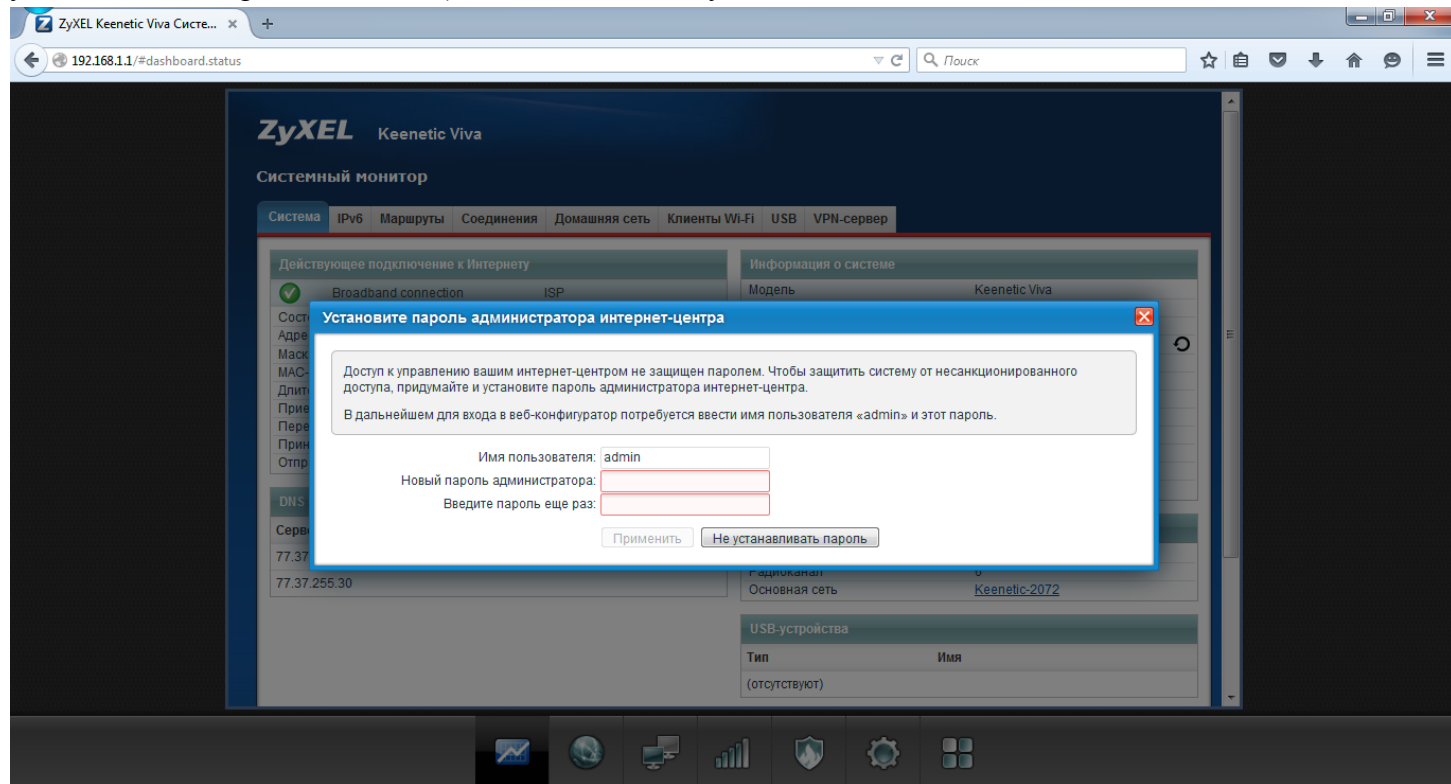 ZyXEL Keenetic Viva Систе...
192.168.1.1/#dashboard.status
Поиск
ZyXEL Keenetic Viva
Системный монитор
Система IPv6 Маршруты Соединения Домашняя сеть Клиенты Wi-Fi USB VPN-сервер
Действующее подключение к Интернету
Информация о системе
Broadband connection ISP
Модель Keenetic Viva
Установите пароль администратора интернет-центра
Доступ к управлению вашим интернет-центром не защищен паролем. Чтобы защитить систему от несанкционированного
доступа, придумайте и установите пароль администратора интернет-центра.
В дальнейшем для входа в веб-конфигуратор потребуется ввести имя пользователя «admin» и этот пароль.
Имя пользователя: admin
Новый пароль администратора:
Введите пароль еще раз:
Применить Не устанавливать пароль
DNS
77.37.255.30
Основная сеть Keenetic-2072
USB-устройства
Тип Имя
(отсутствуют)